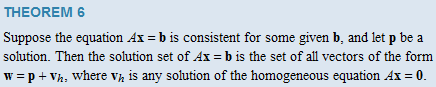 THEOREM 6
Suppose the equation Ax = b is consistent for some given b, and let p be a
solution. Then the solution set of Ax = b is the set of all vectors of the form
w = p + vₕ, where vₕ is any solution of the homogeneous equation Ax = 0.